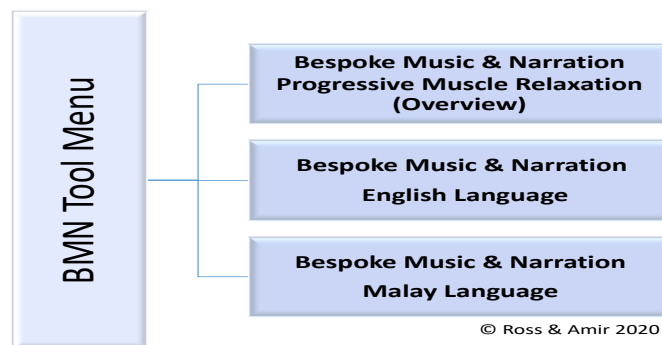 BMN Tool Menu
Bespoke Music & Narration
Progressive Muscle Relaxation
(Overview)
Bespoke Music & Narration
English Language
Bespoke Music & Narration
Malay Language
© Ross & Amir 2020